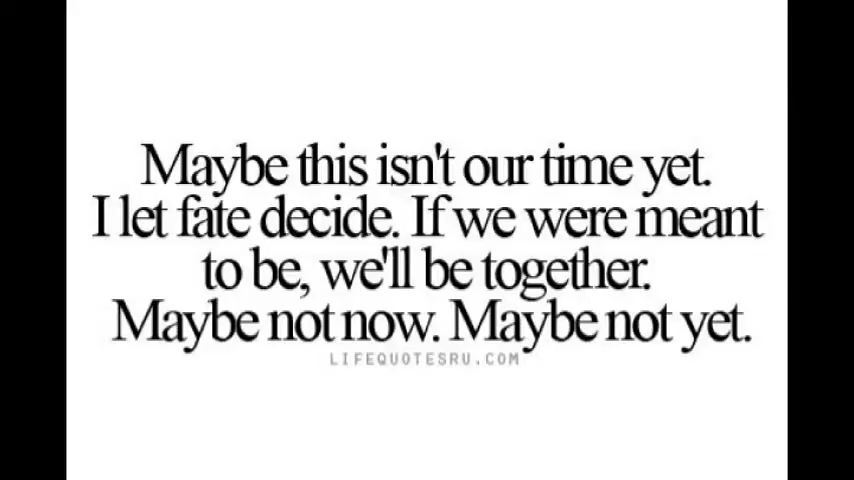 Maybe this isn't our time yet.
I let fate decide. If we were meant
to be, we'll be together.
Maybe not now. Maybe not yet.
LIFEQUOTESRU.COM